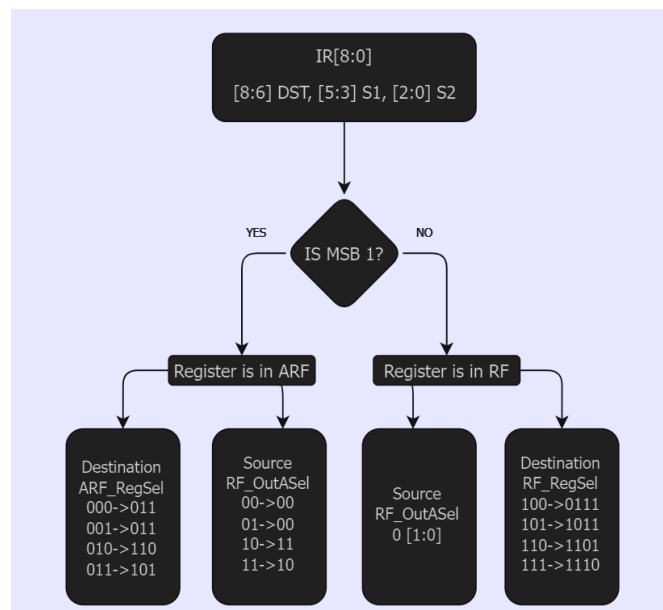 IR[8:0]
[8:6] DST, [5:3] S1, [2:0] S2
YES
NO
IS MSB 1?
Register is in ARF
Register is in RF
Destination
ARF_RegSel
000->011
001->011
010->110
011->101
Source
RF_OutASel
00->00
01->00
10->11
11->10
Source
RF_OutASel
0 [1:0]
Destination
RF_RegSel
100->0111
101->1011
110->1101
111->1110